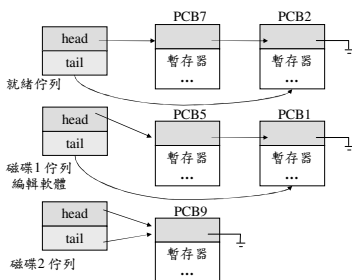 PCB7
PCB2
head
tail
暫存器
...
暫存器
...
就緒佇列
PCB5
PCB1
head
tail
暫存器
...
暫存器
...
磁碟1佇列
編輯軟體
PCB9
head
tail
暫存器
...
磁碟2佇列